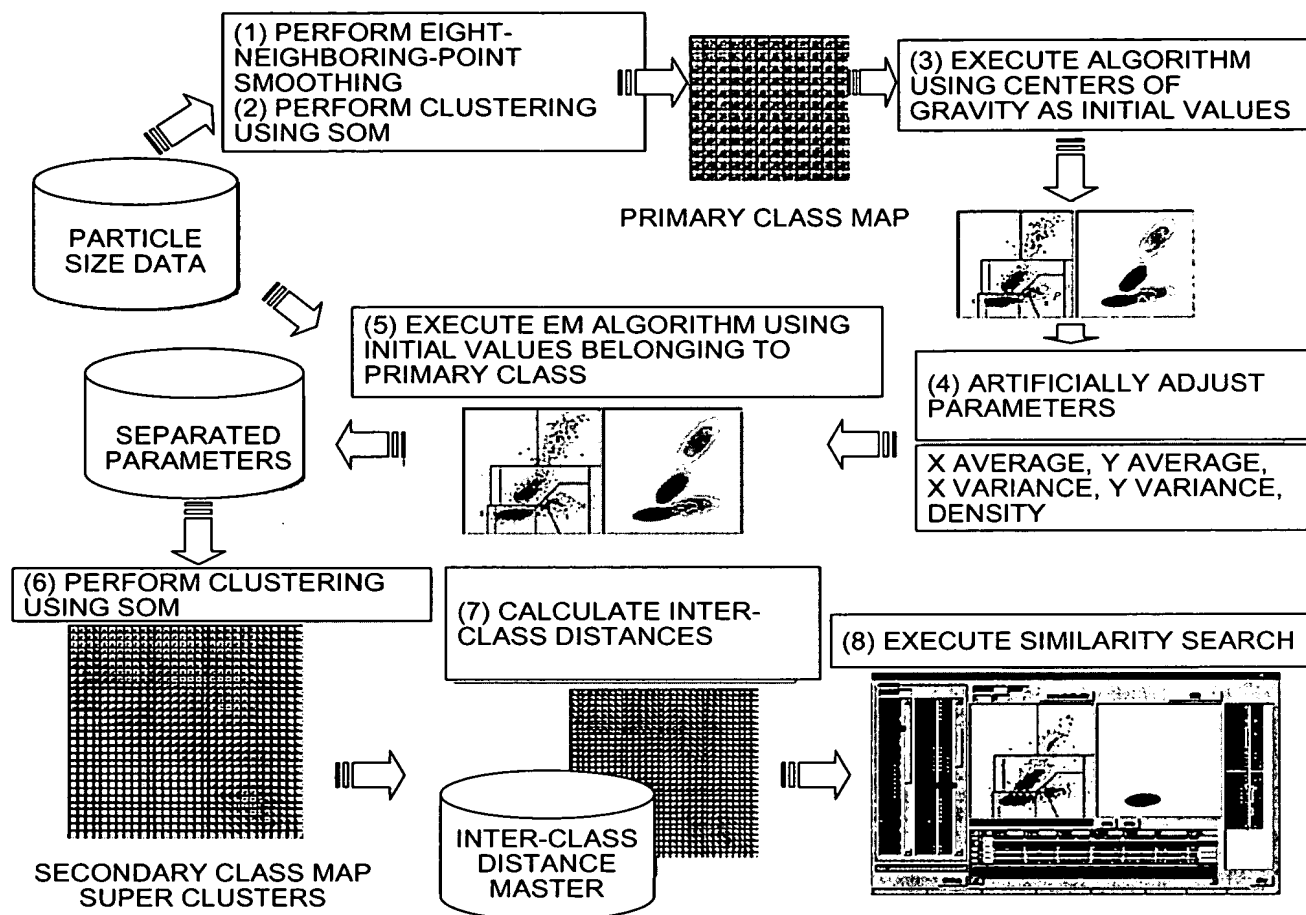 (1) PERFORM EIGHT-
NEIGHBORING-POINT
SMOOTHING
(2) PERFORM CLUSTERING
USING SOM
(3) EXECUTE ALGORITHM
USING CENTERS OF
GRAVITY AS INITIAL VALUES
PRIMARY CLASS MAP
PARTICLE
SIZE DATA
(5) EXECUTE EM ALGORITHM USING
INITIAL VALUES BELONGING TO
PRIMARY CLASS
(4) ARTIFICIALLY ADJUST
PARAMETERS
X AVERAGE, Y AVERAGE,
X VARIANCE, Y VARIANCE,
DENSITY
SEPARATED
PARAMETERS
(6) PERFORM CLUSTERING
USING SOM
(7) CALCULATE INTER-
CLASS DISTANCES
(8) EXECUTE SIMILARITY SEARCH
SECONDARY CLASS MAP
SUPER CLUSTERS
INTER-CLASS
DISTANCE
MASTER